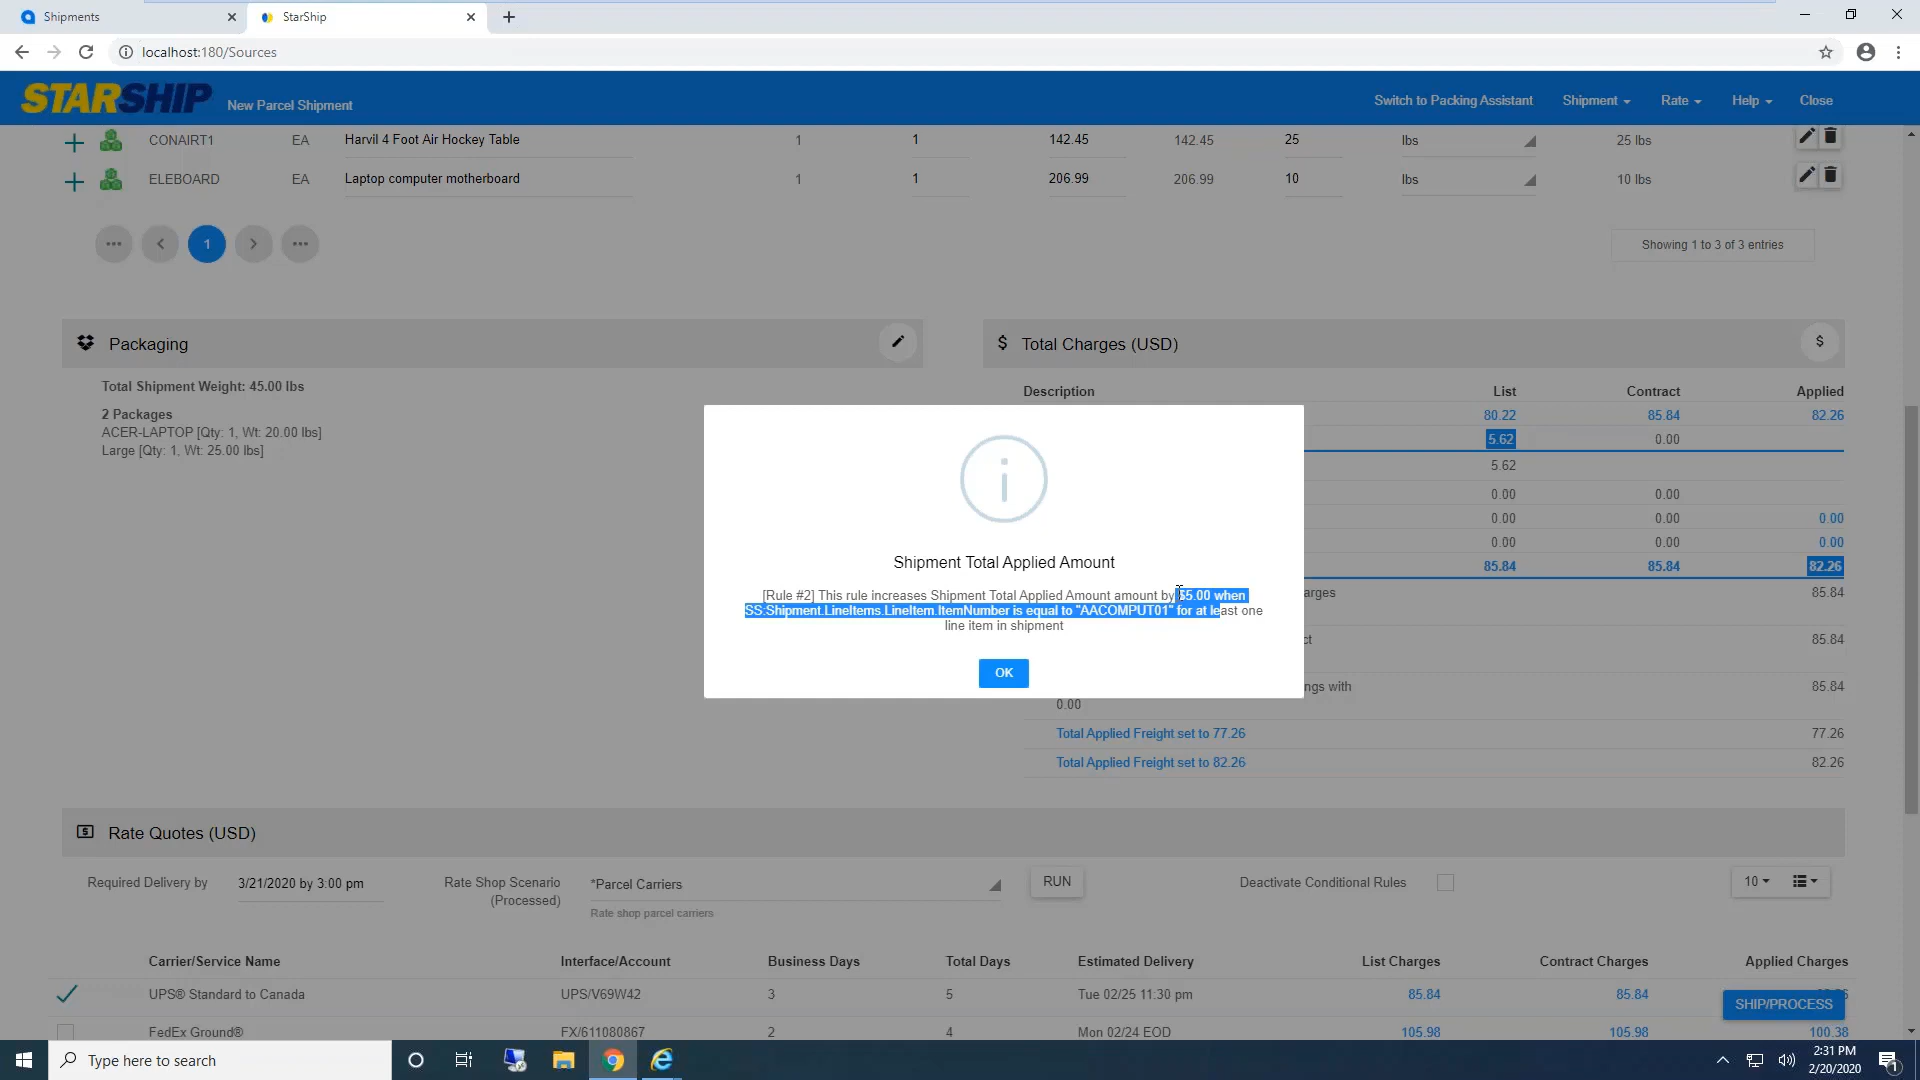 Shipments
StarShip
localhost:180/Sources
STARSHIP New Parcel Shipment Switch to Packing Assistant Shipment Rate Help Close
CONAIRT1 EA Harvil 4 Foot Air Hockey Table 1 1 142.45 142.45 25 lbs 25 lbs
ELEBOARD EA Laptop computer motherboard 1 1 206.99 206.99 10 lbs 10 lbs
1 Showing 1 to 3 of 3 entries
Packaging
Total Shipment Weight: 45.00 lbs
2 Packages
ACER-LAPTOP [Qty: 1, Wt: 20.00 lbs]
Large [Qty: 1, Wt: 25.00 lbs]
$ Total Charges (USD) $
Description List Contract Applied
80.22 85.84 82.26
5.62 0.00
5.62
0.00 0.00
0.00 0.00 0.00
0.00 0.00 0.00
85.84 85.84 82.26
arges 85.84
ct 85.84
ngs with 85.84
0.00
Total Applied Freight set to 77.26 77.26
Total Applied Freight set to 82.26 82.26
Shipment Total Applied Amount
[Rule #2] This rule increases Shipment Total Applied Amount amount by $5.00 when
SS:Shipment.LineItems.LineItem.ItemNumber is equal to "AACOMPUT01" for at least one
line item in shipment
OK
Rate Quotes (USD)
Required Delivery by 3/21/2020 by 3:00 pm Rate Shop Scenario *Parcel Carriers RUN Deactivate Conditional Rules 10
(Processed)
Rate shop parcel carriers
Carrier/Service Name Interface/Account Business Days Total Days Estimated Delivery List Charges Contract Charges Applied Charges
UPS® Standard to Canada UPS/V69W42 3 5 Tue 02/25 11:30 pm 85.84 85.84
SHIP/PROCESS
FedEx Ground® FX/611080867 2 4 Mon 02/24 EOD 105.98 105.98 100.38
Type here to search
2:31 PM
2/20/2020
1